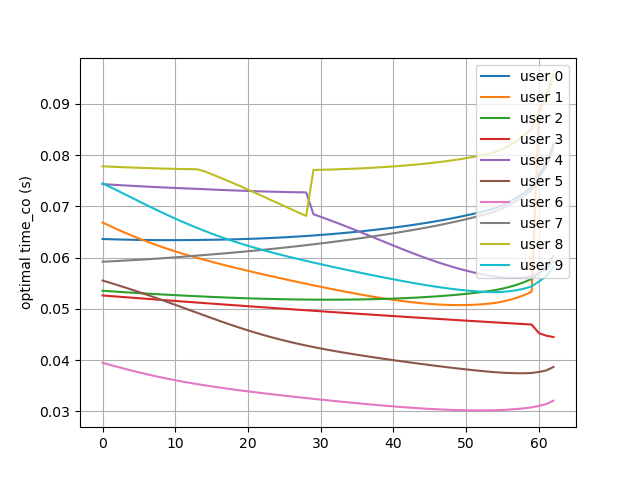 optimal time_co (s)
0.09
0.08
0.07
0.06
0.05
0.04
0.03
0 10 20 30 40 50 60
user 0
user 1
user 2
user 3
user 4
user 5
user 6
user 7
user 8
user 9